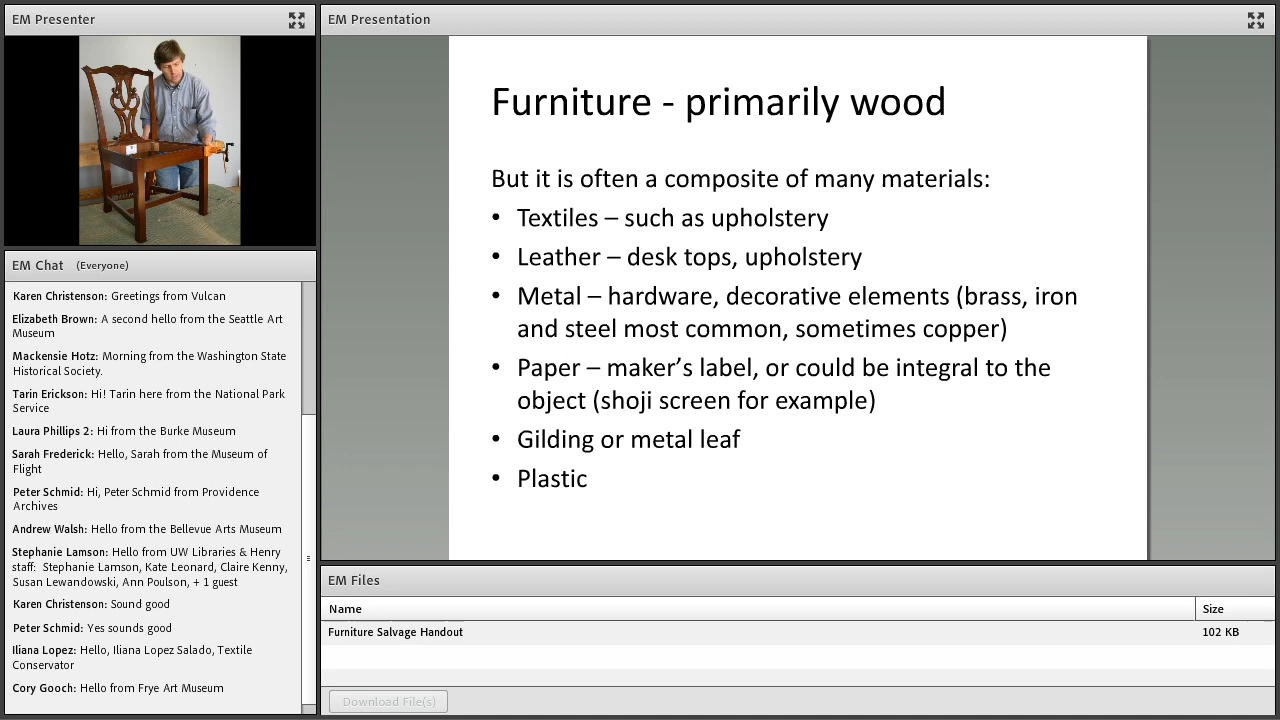 EM Presenter
EM Chat (Everyone)
Karen Christenson: Greetings from Vulcan
Elizabeth Brown: A second hello from the Seattle Art
Museum
Mackensie Hotz: Morning from the Washington State
Historical Society.
Tarin Erickson: Hi! Tarin here from the National Park
Service
Laura Phillips 2: Hi from the Burke Museum
Sarah Frederick: Hello, Sarah from the Museum of
Flight
Peter Schmid: Hi, Peter Schmid from Providence
Archives
Andrew Walsh: Hello from the Bellevue Arts Museum
Stephanie Lamson: Hello from UW Libraries & Henry
staff: Stephanie Lamson, Kate Leonard, Claire Kenny,
Susan Lewandowski, Ann Poulson, + 1 guest
Karen Christenson: Sound good
Peter Schmid: Yes sounds good
Iliana Lopez: Hello, Iliana Lopez Salado, Textile
Conservator
Cory Gooch: Hello from Frye Art Museum
EM Presentation
Furniture - primarily wood
But it is often a composite of many materials:
• Textiles – such as upholstery
• Leather – desk tops, upholstery
• Metal – hardware, decorative elements (brass, iron
and steel most common, sometimes copper)
• Paper – maker’s label, or could be integral to the
object (shoji screen for example)
• Gilding or metal leaf
• Plastic
EM Files
Name Size
Furniture Salvage Handout 102 KB
Download File(s)